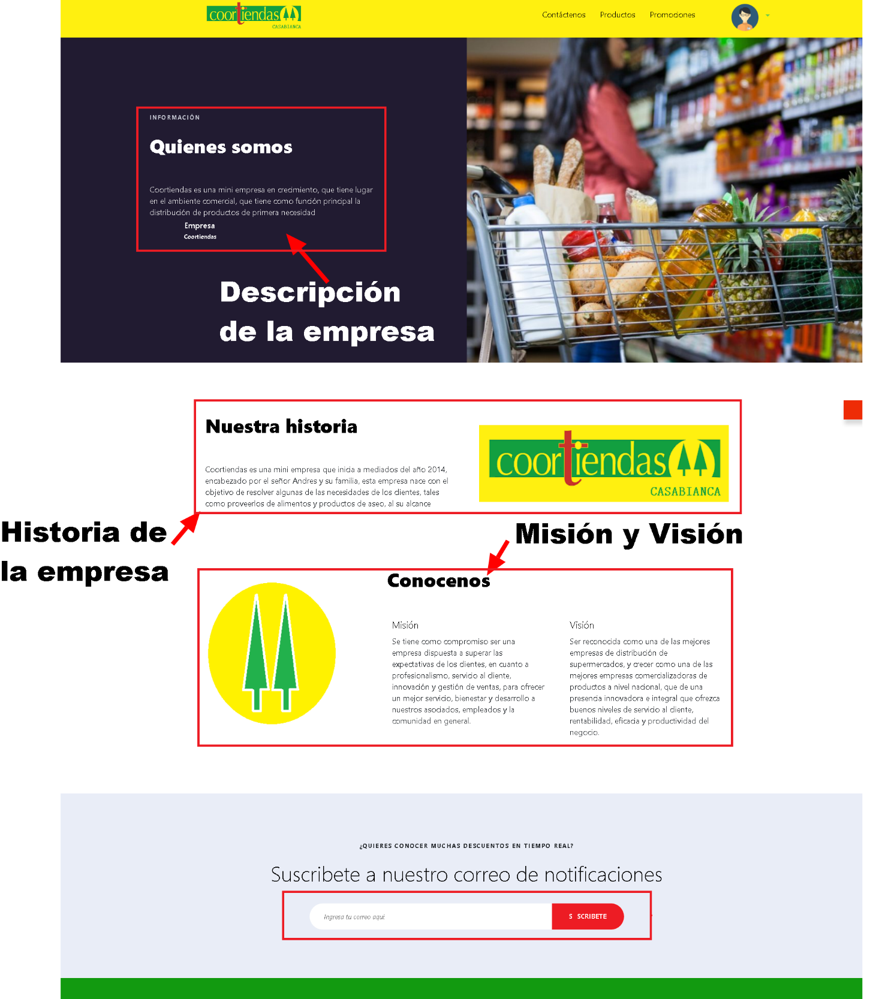 coortiendas
CASABIANCA
Contáctenos Productos Promociones
INFORMACIÓN
Quienes somos
Coortiendas es una mini empresa en crecimiento, que tiene lugar
en el ambiente comercial, que tiene como función principal la
distribución de productos de primera necesidad
Empresa
Coortiendas
Descripción
de la empresa
Nuestra historia
Coortiendas es una mini empresa que inicia a mediados del año 2014,
encabezado por el señor Andres y su familia, esta empresa nace con el
objetivo de resolver algunas de las necesidades de los clientes, tales
como proveerlos de alimentos y productos de aseo, al su alcance
coortiendas
CASABIANCA
Historia de
la empresa
Misión y Visión
Conocenos
Misión
Se tiene como compromiso ser una
empresa dispuesta a superar las
expectativas de los clientes, en cuanto a
profesionalismo, servicio al cliente,
innovación y gestión de ventas, para ofrecer
un mejor servicio, bienestar y desarrollo a
nuestros asociados, empleados y la
comunidad en general.
Visión
Ser reconocida como una de las mejores
empresas de distribución de
supermercados, y crecer como una de las
mejores empresas comercializadoras de
productos a nivel nacional, que de una
presencia innovadora e integral que ofrezca
buenos niveles de servicio al cliente,
rentabilidad, eficacia y productividad del
negocio.
¿QUIERES CONOCER MUCHAS DESCUENTOS EN TIEMPO REAL?
Suscribete a nuestro correo de notificaciones
Ingresa tu correo aqui
S SCRIBETE